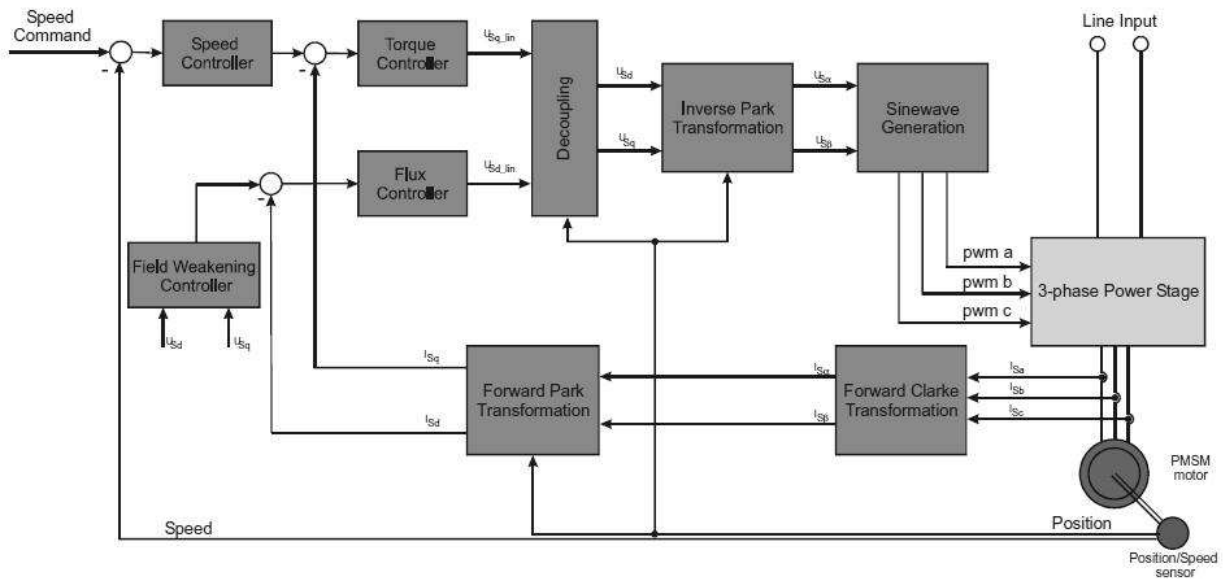 Speed
Command
-
Speed
Controller
-
Torque
Controller
uSq_lin
Decoupling
uSd
uSq
Inverse Park
Transformation
uSα
uSβ
Sinewave
Generation
Line Input
-
Flux
Controller
uSd_lin
Field Weakening
Controller
uSd
uSq
pwm a
pwm b
pwm c
3-phase Power Stage
iSq
iSd
Forward Park
Transformation
iSα
iSβ
Forward Clarke
Transformation
iSa
iSb
iSc
PMSM
motor
Speed
Position
Position/Speed
sensor